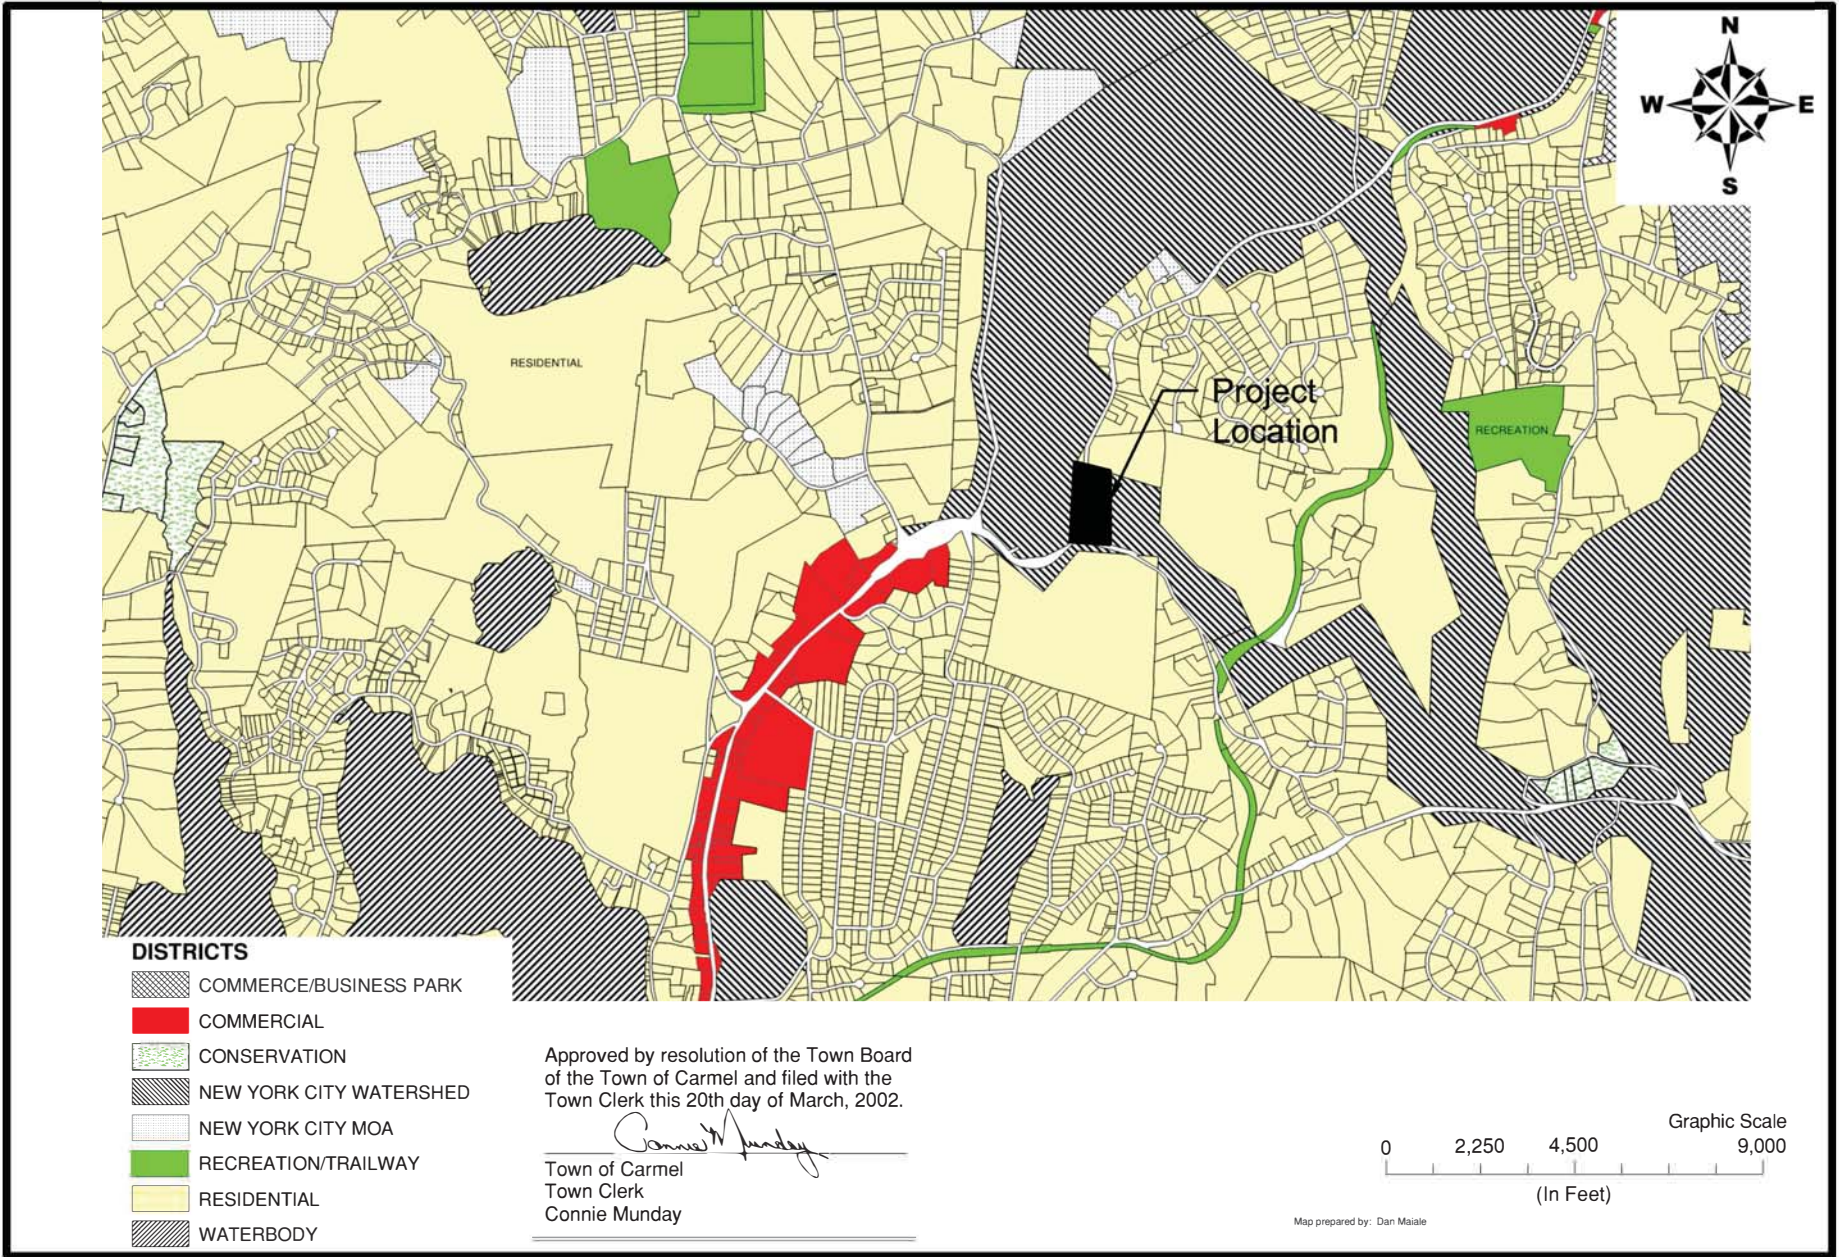 N
W E
S
RESIDENTIAL
Project
Location
RECREATION
DISTRICTS
COMMERCE/BUSINESS PARK
COMMERCIAL
CONSERVATION
NEW YORK CITY WATERSHED
NEW YORK CITY MOA
RECREATION/TRAILWAY
RESIDENTIAL
WATERBODY
Approved by resolution of the Town Board
of the Town of Carmel and filed with the
Town Clerk this 20th day of March, 2002.
Connie Munday
Town of Carmel
Town Clerk
Connie Munday
Graphic Scale
0 2,250 4,500 9,000
(In Feet)
Map prepared by: Dan Maiale